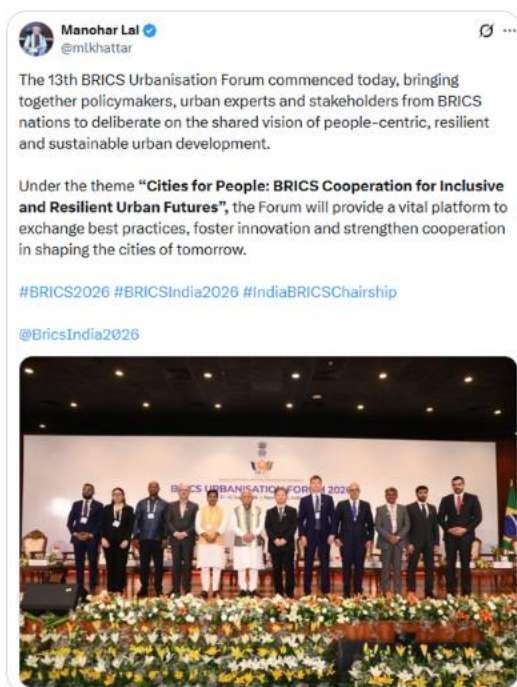 Manohar Lal
@mlkhattar
The 13th BRICS Urbanisation Forum commenced today, bringing
together policymakers, urban experts and stakeholders from BRICS
nations to deliberate on the shared vision of people-centric, resilient
and sustainable urban development.
Under the theme “Cities for People: BRICS Cooperation for Inclusive
and Resilient Urban Futures”, the Forum will provide a vital platform to
exchange best practices, foster innovation and strengthen cooperation
in shaping the cities of tomorrow.
#BRICS2026 #BRICSIndia2026 #IndiaBRICSChairship
@BricsIndia2026
BRICS URBANISATION FORUM 2026